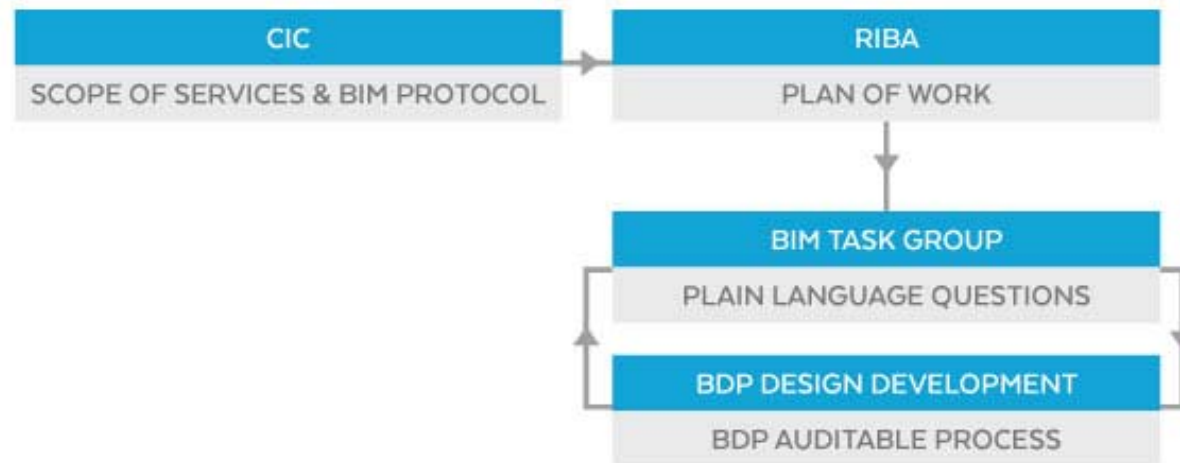 CIC
SCOPE OF SERVICES & BIM PROTOCOL
RIBA
PLAN OF WORK
BIM TASK GROUP
PLAIN LANGUAGE QUESTIONS
BDP DESIGN DEVELOPMENT
BDP AUDITABLE PROCESS